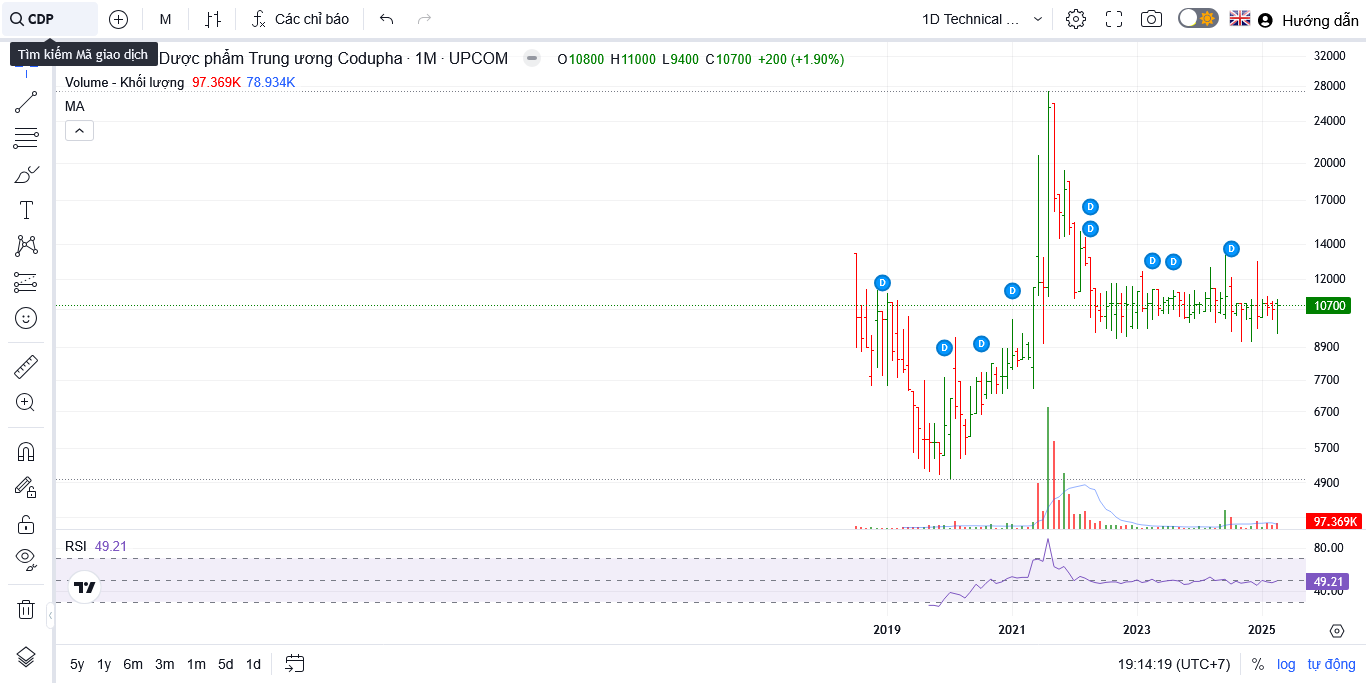 CDP M Các chỉ báo 1D Technical ... Hướng dẫn
Tìm kiếm Mã giao dịch
Dược phẩm Trung ương Codupha · 1M · UPCOM O10800 H11000 L9400 C10700 +200 (+1.90%)
Volume - Khối lượng 97.369K 78.934K
MA
32000
28000
24000
20000
17000
14000
12000
10700
8900
7700
6700
5700
4900
97.369K
D
D
D
D
D
D
D
D
D
RSI 49.21
80.00
49.21
40.00
2019 2021 2023 2025
5y 1y 6m 3m 1m 5d 1d 19:14:19 (UTC+7) % log tự động